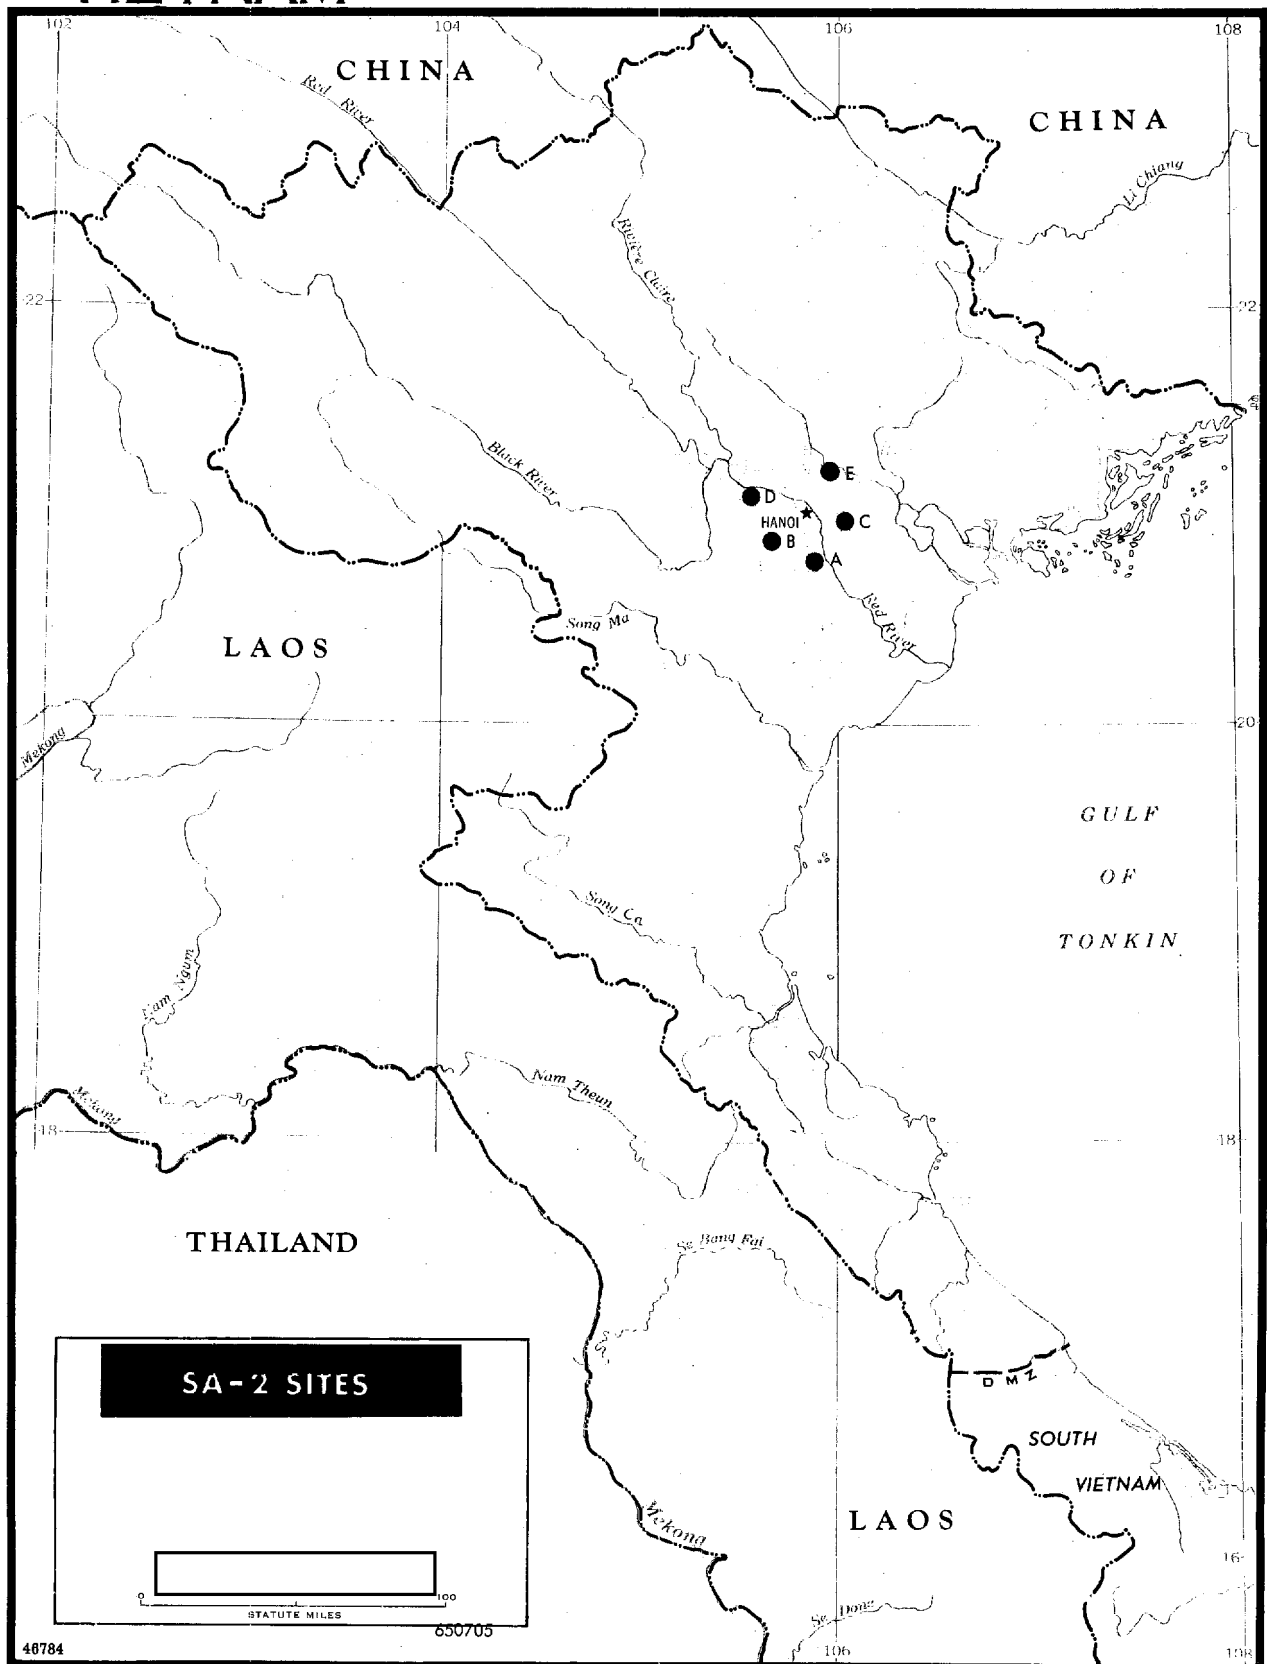 102
104
106
108
CHINA
Red River
CHINA
Li Chiang
Rivière Claire
22
22
Black River
E
D
HANOI
C
B
A
Red River
Song Ma
LAOS
Mekong
20
GULF
OF
TONKIN
Song Ca
Nam Ngum
Nam Theun
Mekong
18
18
THAILAND
Se Bang Fai
SA-2 SITES
DMZ
SOUTH
VIETNAM
LAOS
Mekong
16
0
100
STATUTE MILES
650705
Se Dong
46784
106
108